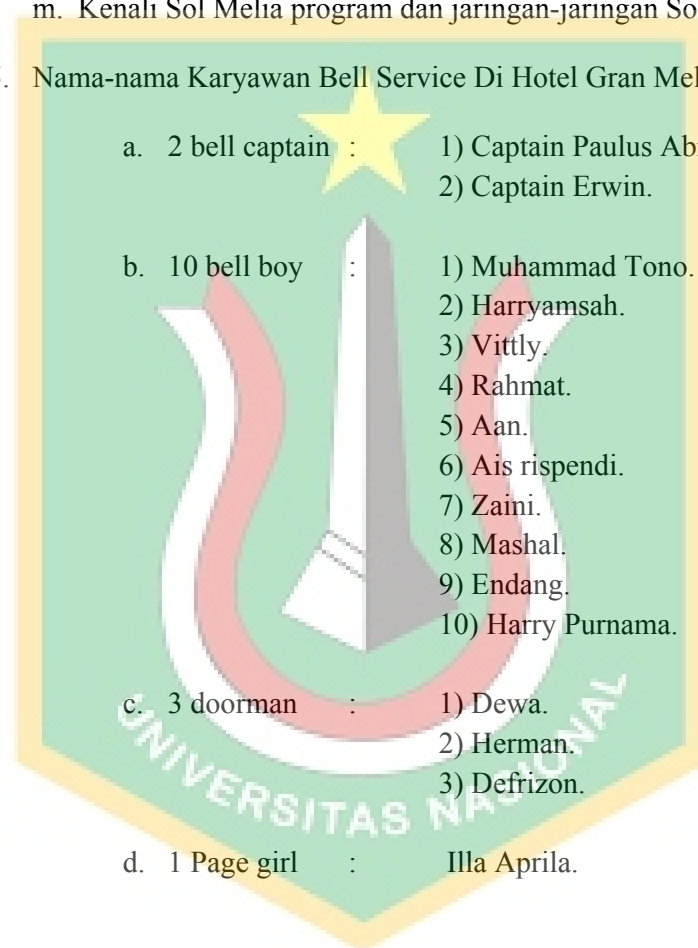 m. Kenali Sol Melia program dan jaringan-jaringan
. Nama-nama Karyawan Bell Service Di Hotel Gran
a. 2 bell captain : 1) Captain Paulus
2) Captain Erwin.
b. 10 bell boy : 1) Muhammad Tono.
2) Harryamsah.
3) Vittly.
4) Rahmat.
5) Aan.
6) Ais rispendi.
7) Zaini.
8) Mashal.
9) Endang.
10) Harry Purnama.
c. 3 doorman : 1) Dewa.
2) Herman.
3) Defrizon.
d. 1 Page girl : Illa Aprila.
UNIVERSITAS NASIONAL